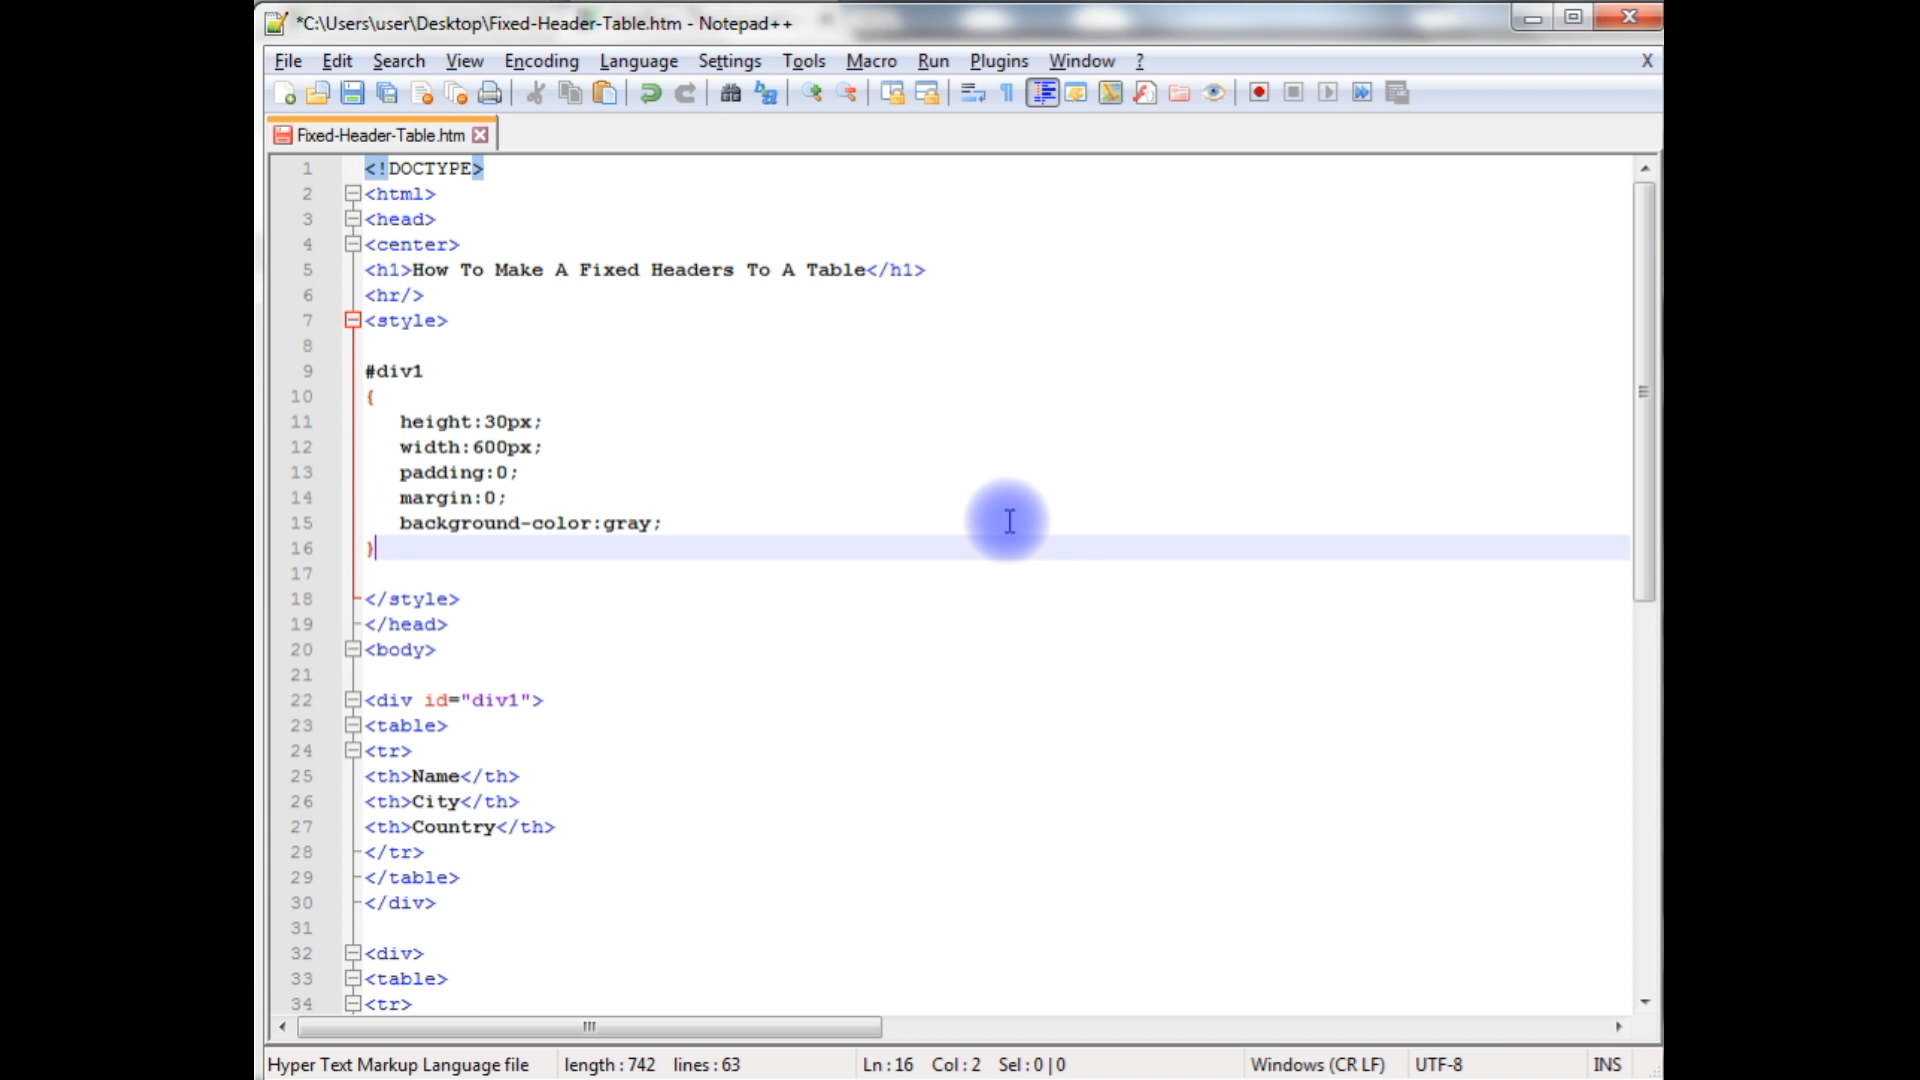 *C:\Users\user\Desktop\Fixed-Header-Table.htm - Notepad++
File Edit Search View Encoding Language Settings Tools Macro Run Plugins Window ? X
Fixed-Header-Table.htm
1 <!DOCTYPE>
2 <html>
3 <head>
4 <center>
5 <h1>How To Make A Fixed Headers To A Table</h1>
6 <hr/>
7 <style>
8
9 #div1
10 {
11 height:30px;
12 width:600px;
13 padding:0;
14 margin:0;
15 background-color:gray;
16 }
17
18 </style>
19 </head>
20 <body>
21
22 <div id="div1">
23 <table>
24 <tr>
25 <th>Name</th>
26 <th>City</th>
27 <th>Country</th>
28 </tr>
29 </table>
30 </div>
31
32 <div>
33 <table>
34 <tr>
Hyper Text Markup Language file length : 742 lines : 63 Ln : 16 Col : 2 Sel : 0 | 0 Windows (CR LF) UTF-8 INS